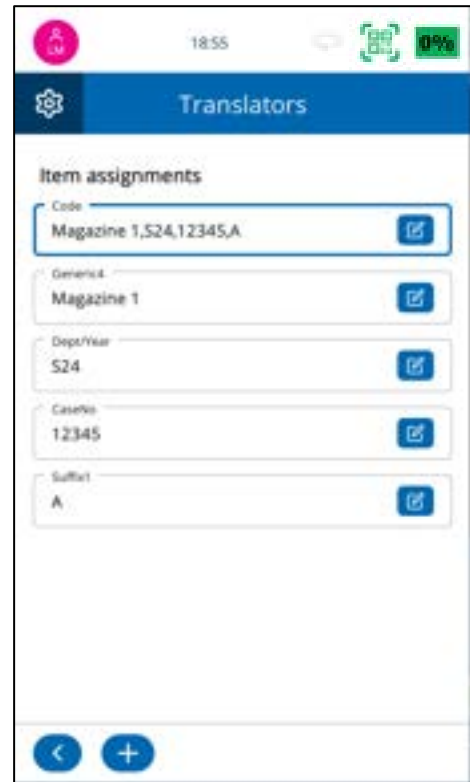 LM
18:55
0%
Translators
Item assignments
Code
Magazine 1,S24,12345,A
Generic4
Magazine 1
Dept/Year
S24
CaseNo
12345
Suffix1
A